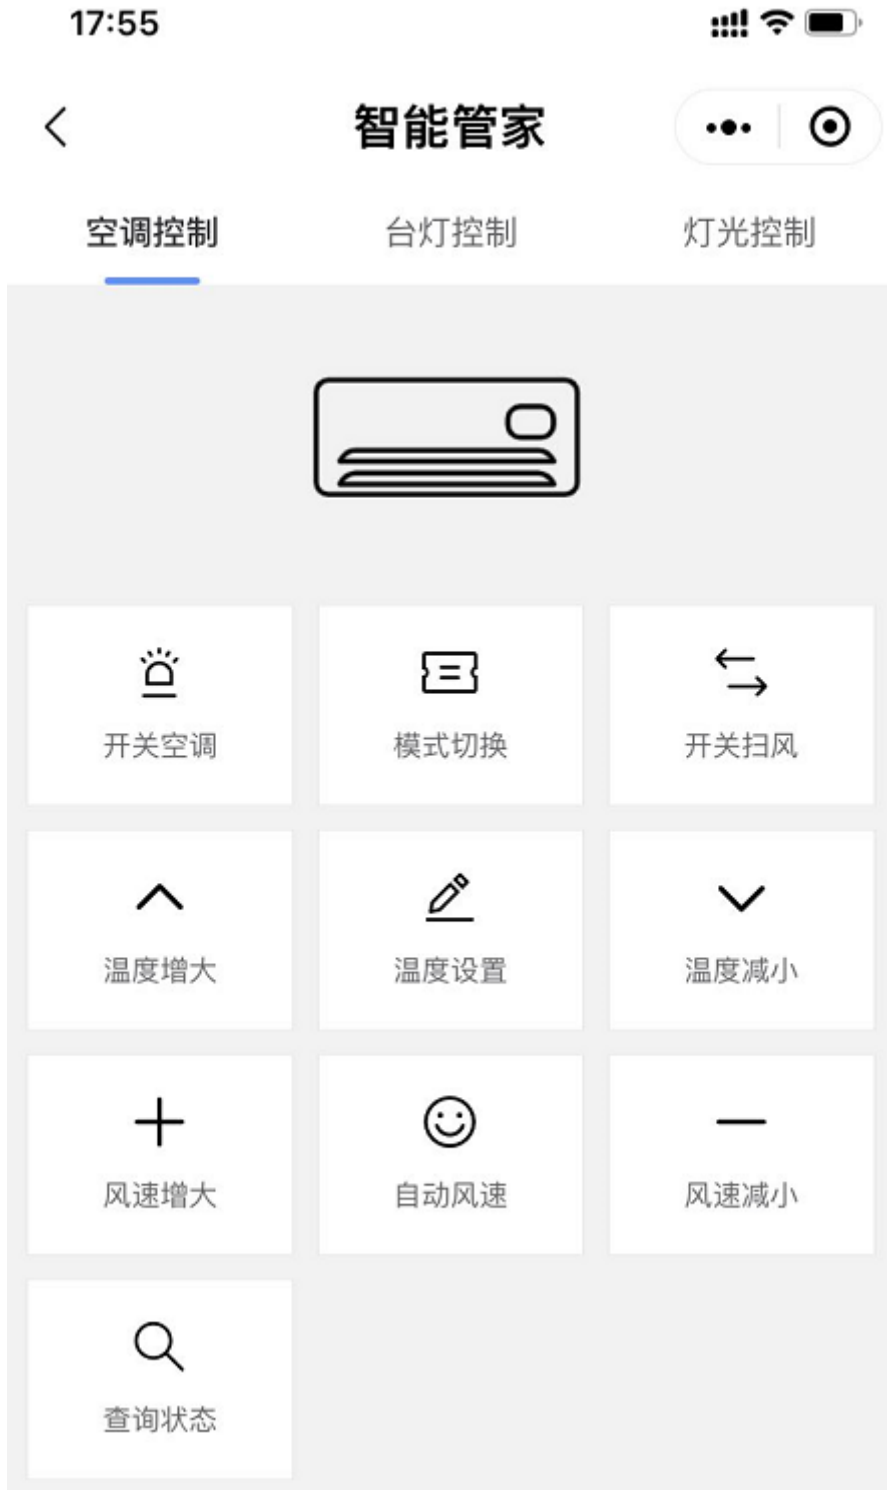 17:55
智能管家
空调控制 台灯控制 灯光控制
开关空调 模式切换 开关扫风
温度增大 温度设置 温度减小
风速增大 自动风速 风速减小
查询状态